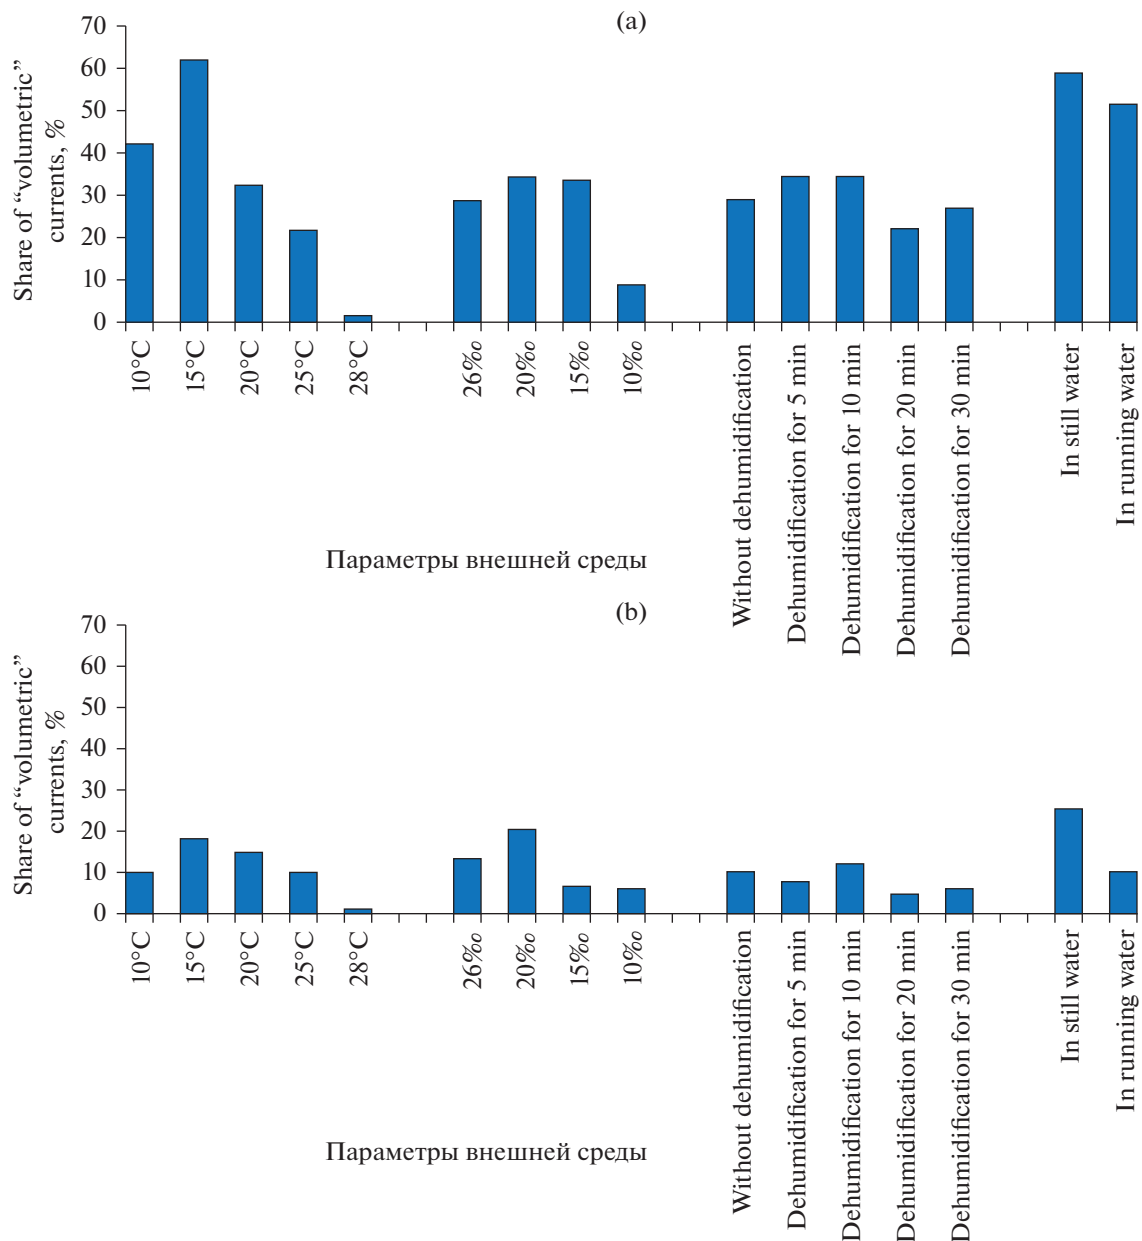 (a)
Share of “volumetric”
currents, %
70
60
50
40
30
20
10
0
10°C
15°C
20°C
25°C
28°C
26‰
20‰
15‰
10‰
Without dehumidification
Dehumidification for 5 min
Dehumidification for 10 min
Dehumidification for 20 min
Dehumidification for 30 min
In still water
In running water
Параметры внешней среды
(b)
Share of “volumetric”
currents, %
70
60
50
40
30
20
10
0
10°C
15°C
20°C
25°C
28°C
26‰
20‰
15‰
10‰
Without dehumidification
Dehumidification for 5 min
Dehumidification for 10 min
Dehumidification for 20 min
Dehumidification for 30 min
In still water
In running water
Параметры внешней среды